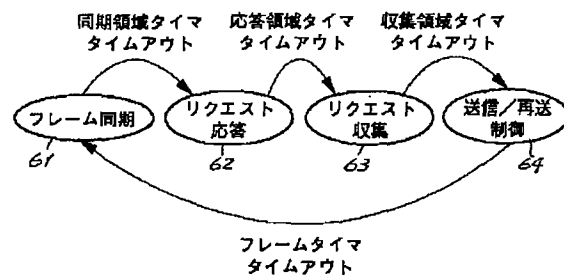 同期領域タイマ
タイムアウト
応答領域タイマ
タイムアウト
収集領域タイマ
タイムアウト
フレーム同期
リクエスト
応答
リクエスト
収集
送信／再送
制御
61
62
63
64
フレームタイマ
タイムアウト